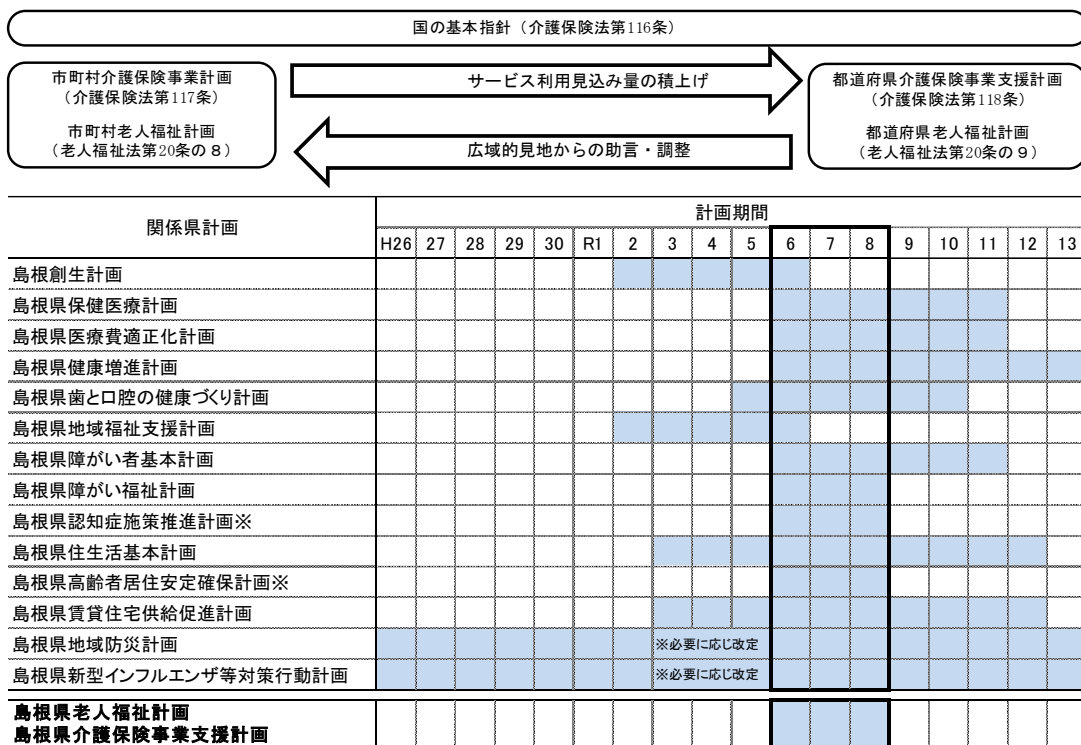 国の基本指針（介護保険法第116条）
市町村介護保険事業計画
（介護保険法第117条）
市町村老人福祉計画
（老人福祉法第20条の８）
サービス利用見込み量の積上げ
広域的見地からの助言・調整
都道府県介護保険事業支援計画
（介護保険法第118条）
都道府県老人福祉計画
（老人福祉法第20条の９）
関係県計画
計画期間
H26 27 28 29 30 R1 2 3 4 5 6 7 8 9 10 11 12 13
島根創生計画
島根県保健医療計画
島根県医療費適正化計画
島根県健康増進計画
島根県歯と口腔の健康づくり計画
島根県地域福祉支援計画
島根県障がい者基本計画
島根県障がい福祉計画
島根県認知症施策推進計画※
島根県住生活基本計画
島根県高齢者居住安定確保計画※
島根県賃貸住宅供給促進計画
島根県地域防災計画 ※必要に応じ改定
島根県新型インフルエンザ等対策行動計画 ※必要に応じ改定
島根県老人福祉計画
島根県介護保険事業支援計画